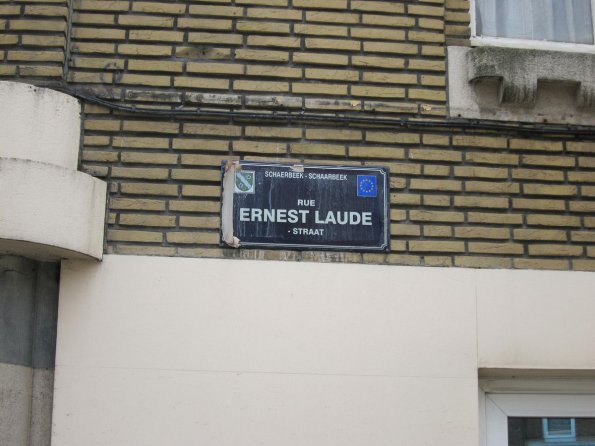 SCHAERBEEK - SCHAARBEEK
RUE
ERNEST LAUDE
- STRAAT